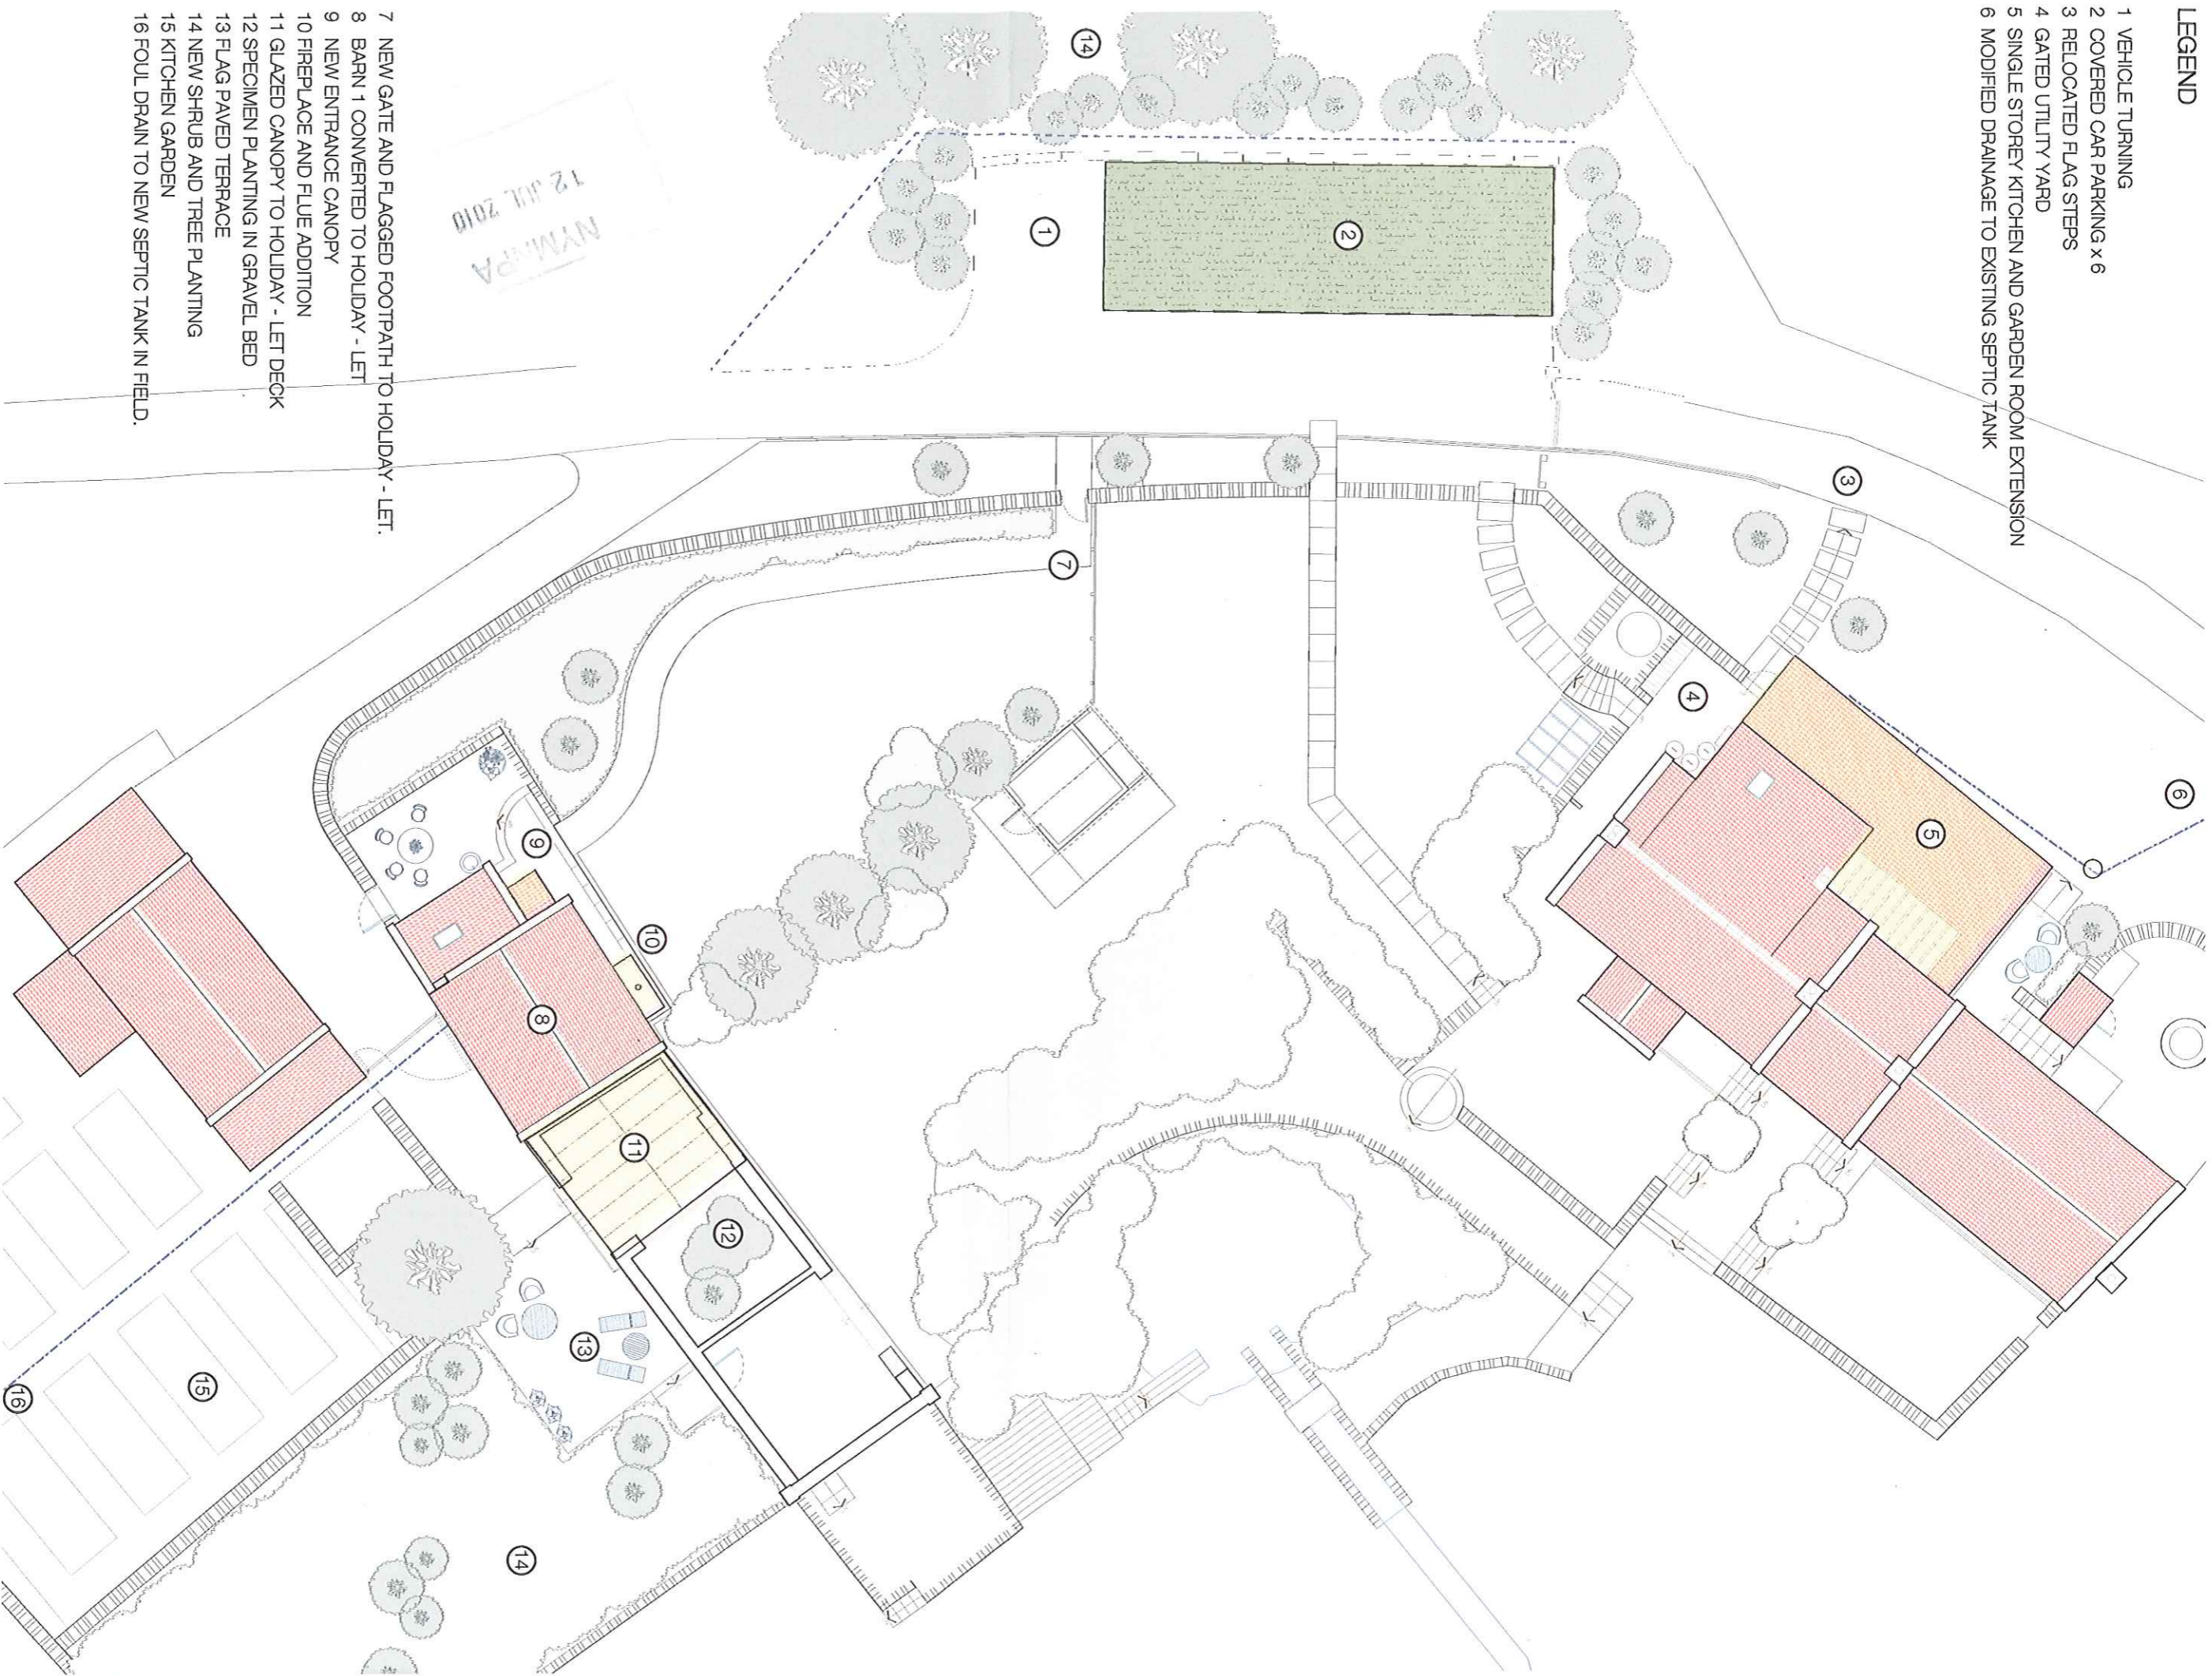 LEGEND
1 VEHICLE TURNING
2 COVERED CAR PARKING x 6
3 RELOCATED FLAG STEPS
4 GATED UTILITY YARD
5 SINGLE STOREY KITCHEN AND GARDEN ROOM EXTENSION
6 MODIFIED DRAINAGE TO EXISTING SEPTIC TANK
7 NEW GATE AND FLAGGED FOOTPATH TO HOLIDAY - LET.
8 BARN 1 CONVERTED TO HOLIDAY - LET
9 NEW ENTRANCE CANOPY
10 FIREPLACE AND FLUE ADDITION
11 GLAZED CANOPY TO HOLIDAY - LET DECK
12 SPECIMEN PLANTING IN GRAVEL BED
13 FLAG PAVED TERRACE
14 NEW SHRUB AND TREE PLANTING
15 KITCHEN GARDEN
16 FOUL DRAIN TO NEW SEPTIC TANK IN FIELD.
NYMNPA
12 JUL 2010
14
2
1
3
7
4
6
5
9
10
8
11
12
13
15
16
14